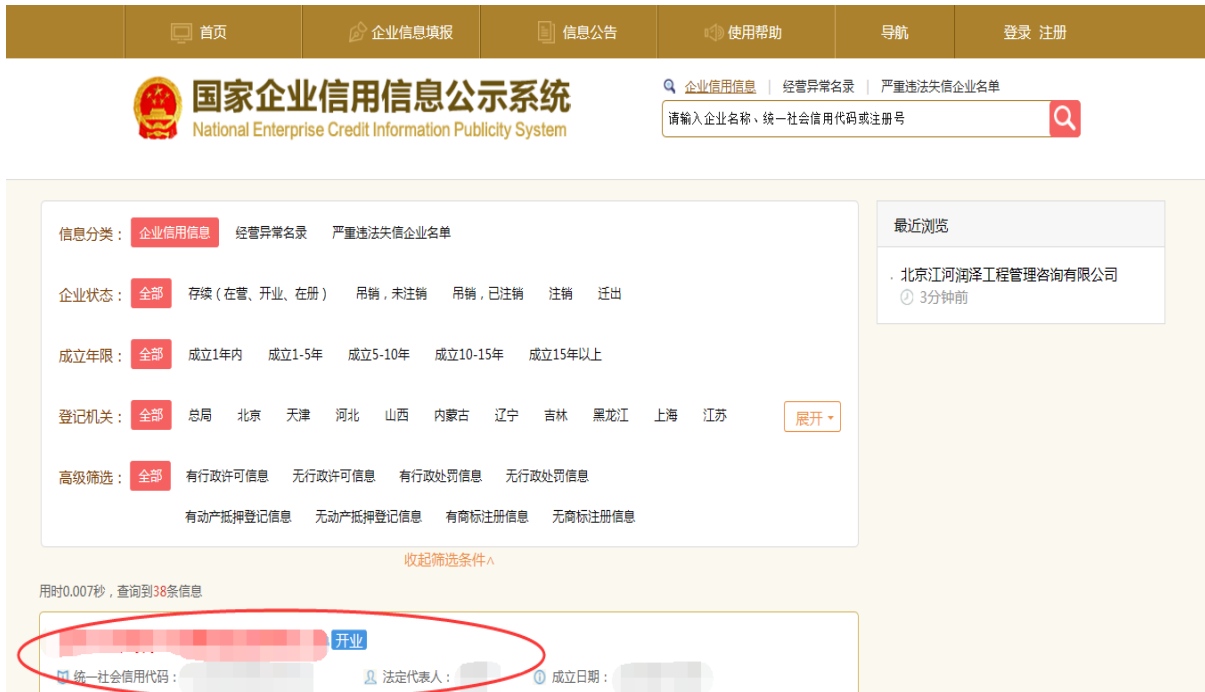 首页 企业信息填报 信息公告 使用帮助 导航 登录 注册
国家企业信用信息公示系统
National Enterprise Credit Information Publicity System
企业信用信息 | 经营异常名录 | 严重违法失信企业名单
请输入企业名称、统一社会信用代码或注册号
信息分类： 企业信用信息 经营异常名录 严重违法失信企业名单
企业状态： 全部 存续（在营、开业、在册） 吊销，未注销 吊销，已注销 注销 迁出
成立年限： 全部 成立1年内 成立1-5年 成立5-10年 成立10-15年 成立15年以上
登记机关： 全部 总局 北京 天津 河北 山西 内蒙古 辽宁 吉林 黑龙江 上海 江苏 展开
高级筛选： 全部 有行政许可信息 无行政许可信息 有行政处罚信息 无行政处罚信息
有动产抵押登记信息 无动产抵押登记信息 有商标注册信息 无商标注册信息
收起筛选条件
最近浏览
北京江河润泽工程管理咨询有限公司
3分钟前
用时0.007秒，查询到38条信息
开业
统一社会信用代码： 法定代表人： 成立日期：